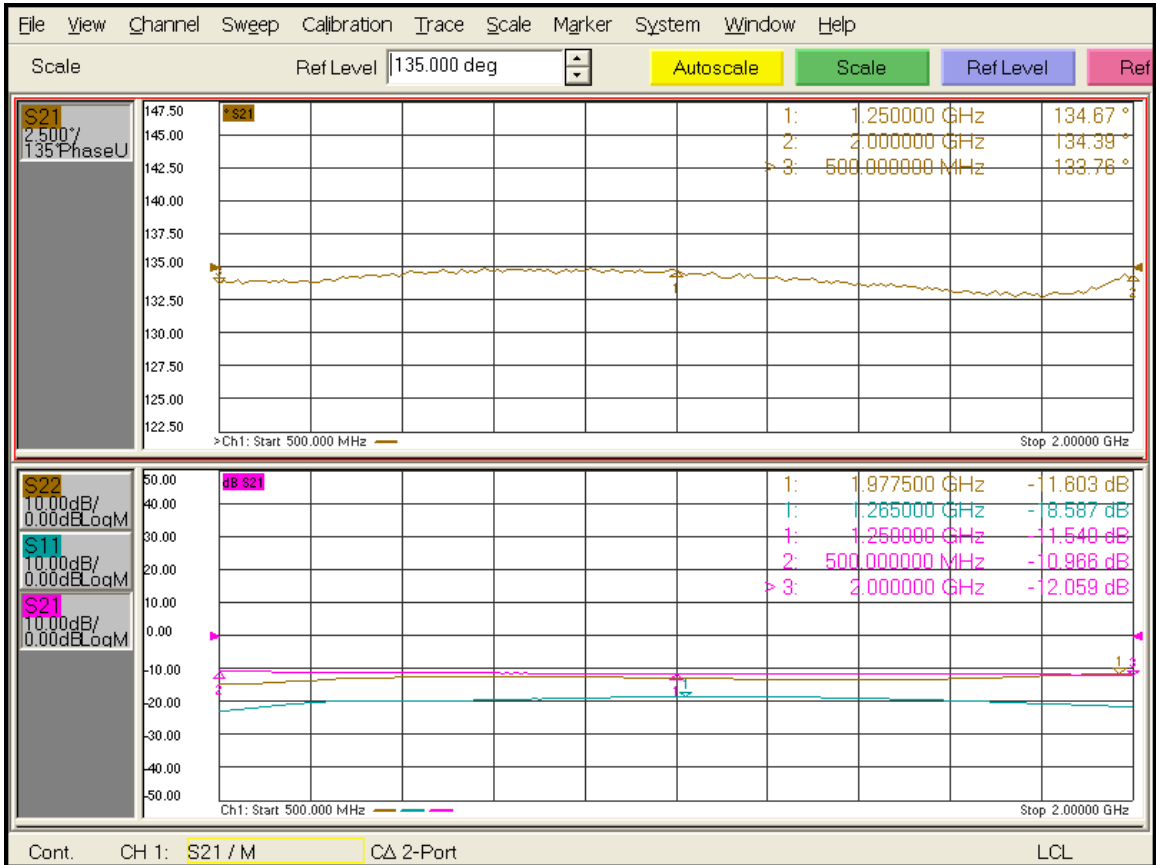 File View Channel Sweep Calibration Trace Scale Marker System Window Help
Scale Ref Level 135.000 deg Autoscale Scale Ref Level Ref
S21
2.500°/
135°PhaseU
147.50
145.00
142.50
140.00
137.50
135.00
132.50
130.00
127.50
125.00
122.50
° S21
1: 1.250000 GHz 134.67 °
2: 2.000000 GHz 134.39 °
> 3: 500.000000 MHz 133.76 °
1
2
>Ch1: Start 500.000 MHz
Stop 2.00000 GHz
S22
10.00dB/
0.00dBLogM
S11
10.00dB/
0.00dBLogM
S21
10.00dB/
0.00dBLogM
50.00
40.00
30.00
20.00
10.00
0.00
-10.00
-20.00
-30.00
-40.00
-50.00
dB S21
1: 1.977500 GHz -11.603 dB
1: 1.265000 GHz -18.587 dB
1: 1.250000 GHz -11.540 dB
2: 500.000000 MHz -10.966 dB
> 3: 2.000000 GHz -12.059 dB
2
1
1
1
3
Ch1: Start 500.000 MHz
Stop 2.00000 GHz
Cont. CH 1: S21 / M CΔ 2-Port LCL